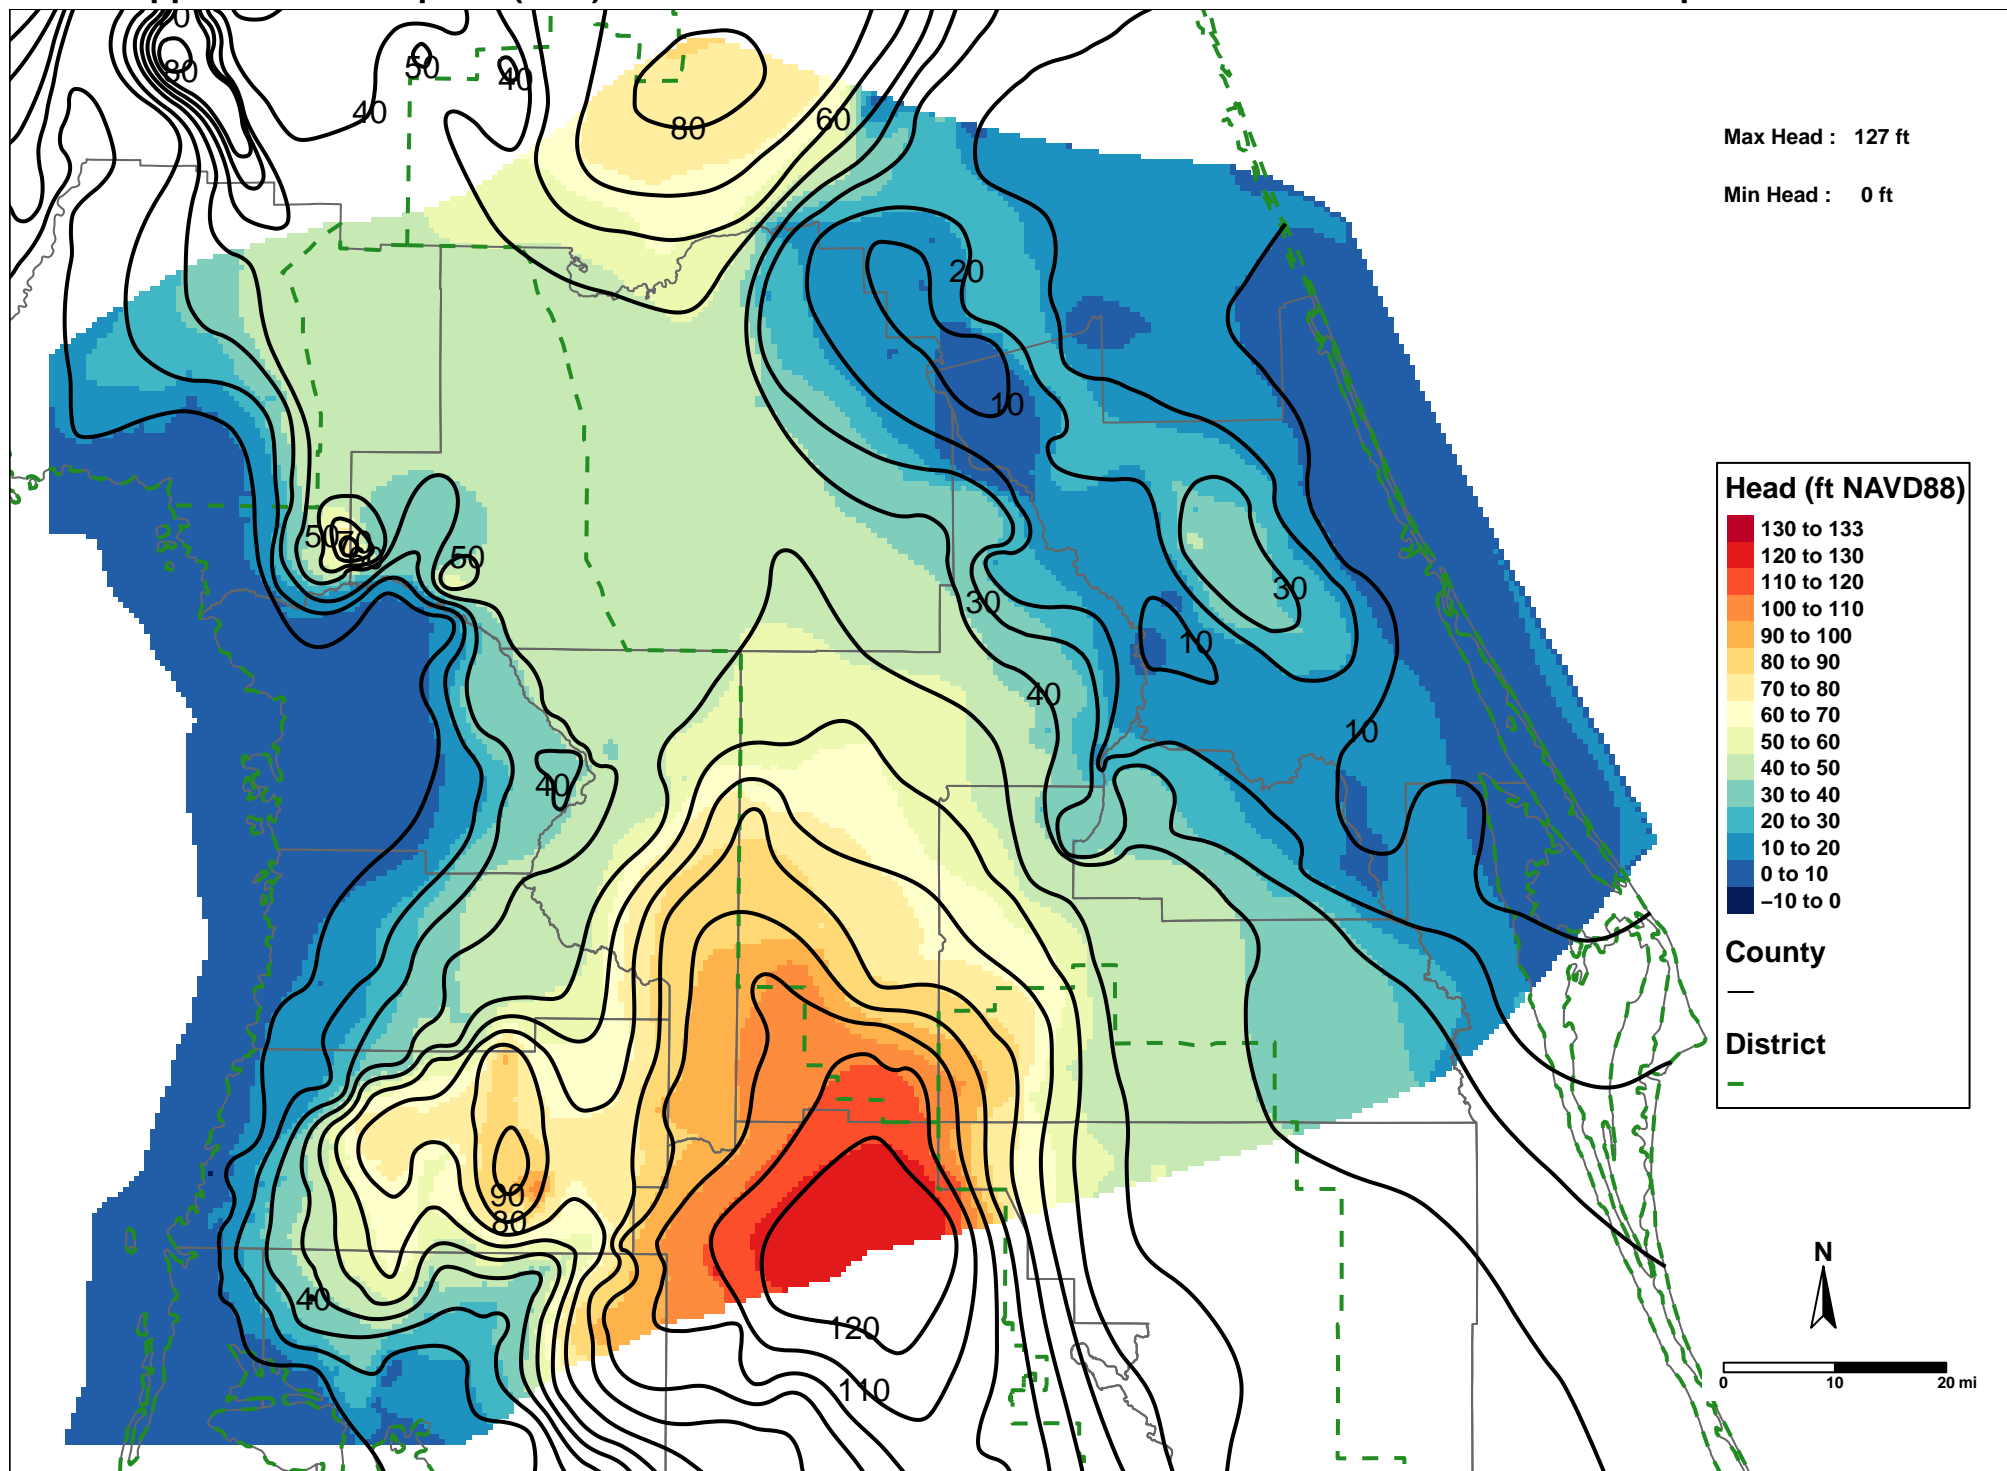 Max Head : 127 ft
Min Head : 0 ft
Head (ft NAVD88)
130 to 133
120 to 130
110 to 120
100 to 110
90 to 100
80 to 90
70 to 80
60 to 70
50 to 60
40 to 50
30 to 40
20 to 30
10 to 20
0 to 10
–10 to 0
County
District
N
0 10 20 mi
80
50
40
40
80
60
20
10
50
50
30
30
10
40
10
40
90
80
40
120
110